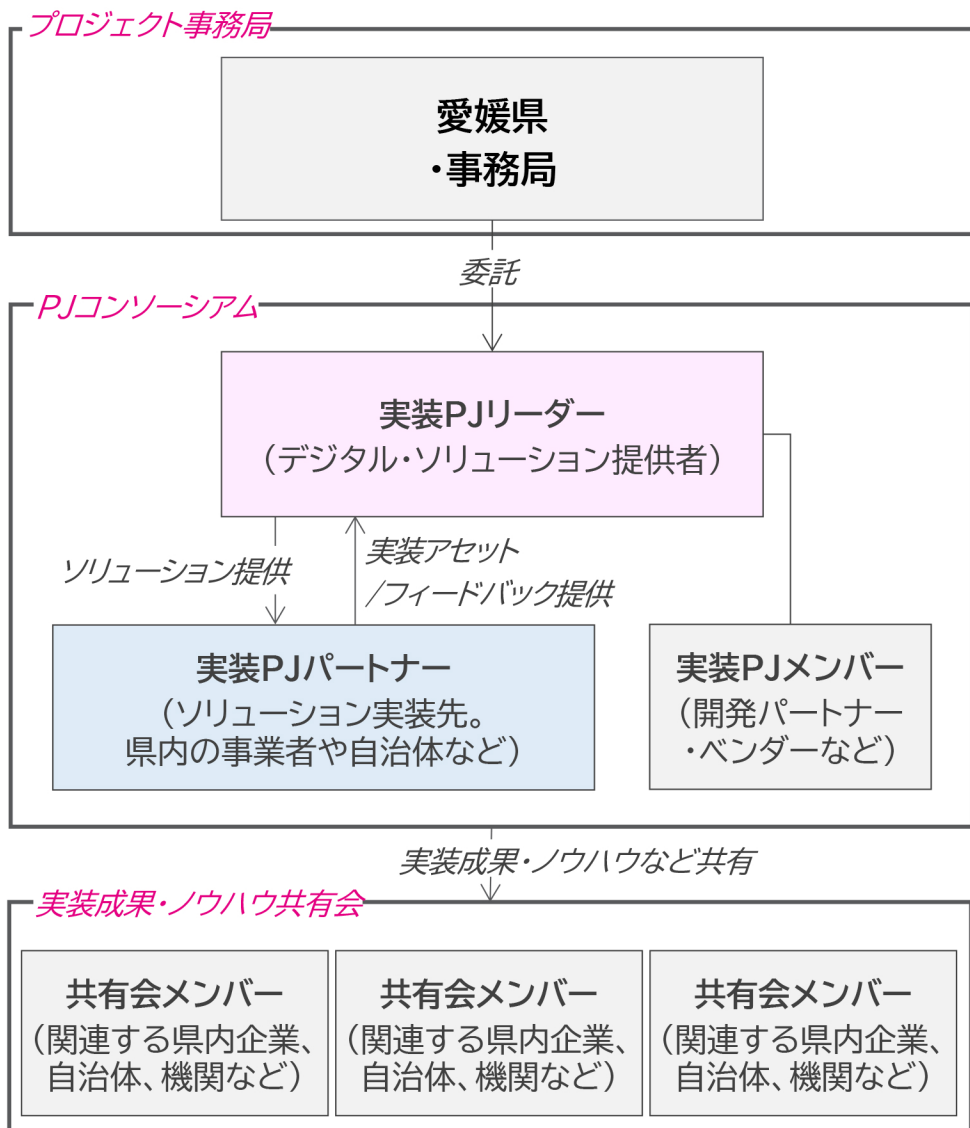 プロジェクト事務局
愛媛県
・事務局
委託
PJコンソーシアム
実装PJリーダー
（デジタル・ソリューション提供者）
ソリューション提供
実装アセット
/フィードバック提供
実装PJパートナー
（ソリューション実装先。
県内の事業者や自治体など）
実装PJメンバー
（開発パートナー
・ベンダーなど）
実装成果・ノウハウなど共有
実装成果・ノウハウ共有会
共有会メンバー
（関連する県内企業、
自治体、機関など）
共有会メンバー
（関連する県内企業、
自治体、機関など）
共有会メンバー
（関連する県内企業、
自治体、機関など）